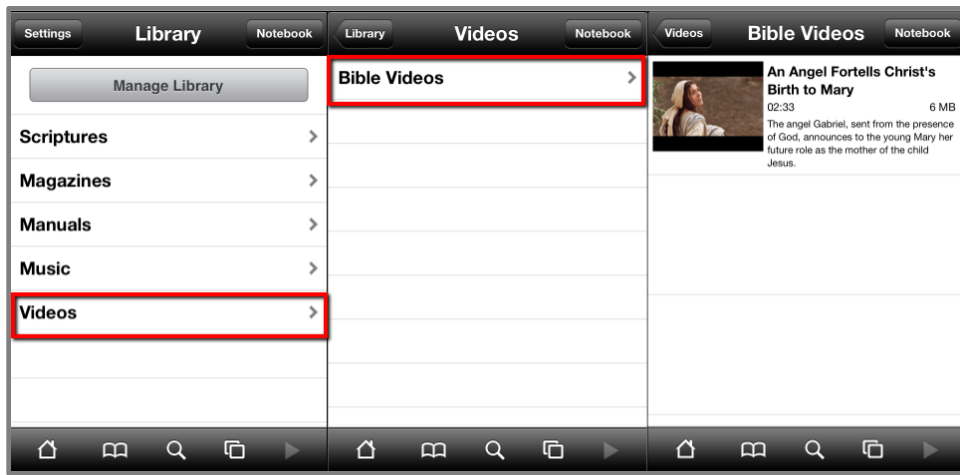 Settings
Library
Notebook
Manage Library
Scriptures
Magazines
Manuals
Music
Videos
Library
Videos
Notebook
Bible Videos
Videos
Bible Videos
Notebook
An Angel Fortells Christ's
Birth to Mary
02:33 6 MB
The angel Gabriel, sent from the presence
of God, announces to the young Mary her
future role as the mother of the child
Jesus.